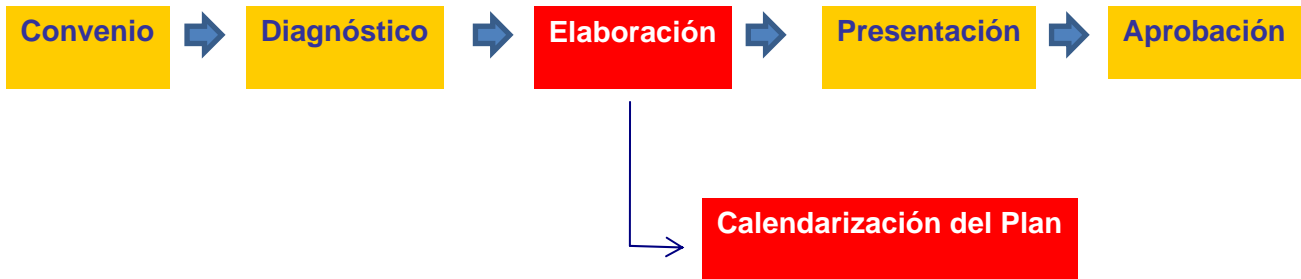 Convenio
Diagnóstico
Elaboración
Presentación
Aprobación
Calendarización del Plan